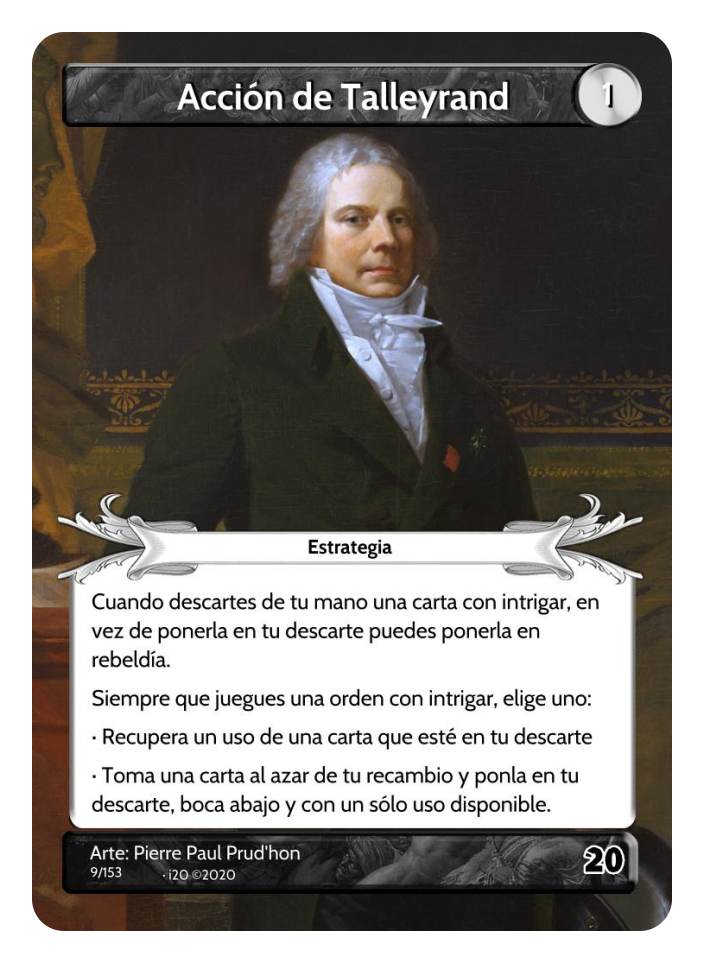 Acción de Talleyrand
1
Estrategia
Cuando descartes de tu mano una carta con intrigar, en
vez de ponerla en tu descarte puedes ponerla en
rebeldía.
Siempre que juegues una orden con intrigar, elige uno:
· Recupera un uso de una carta que esté en tu descarte
· Toma una carta al azar de tu recambio y ponla en tu
descarte, boca abajo y con un sólo uso disponible.
Arte: Pierre Paul Prud'hon
9/153 · i20 ©2020
20